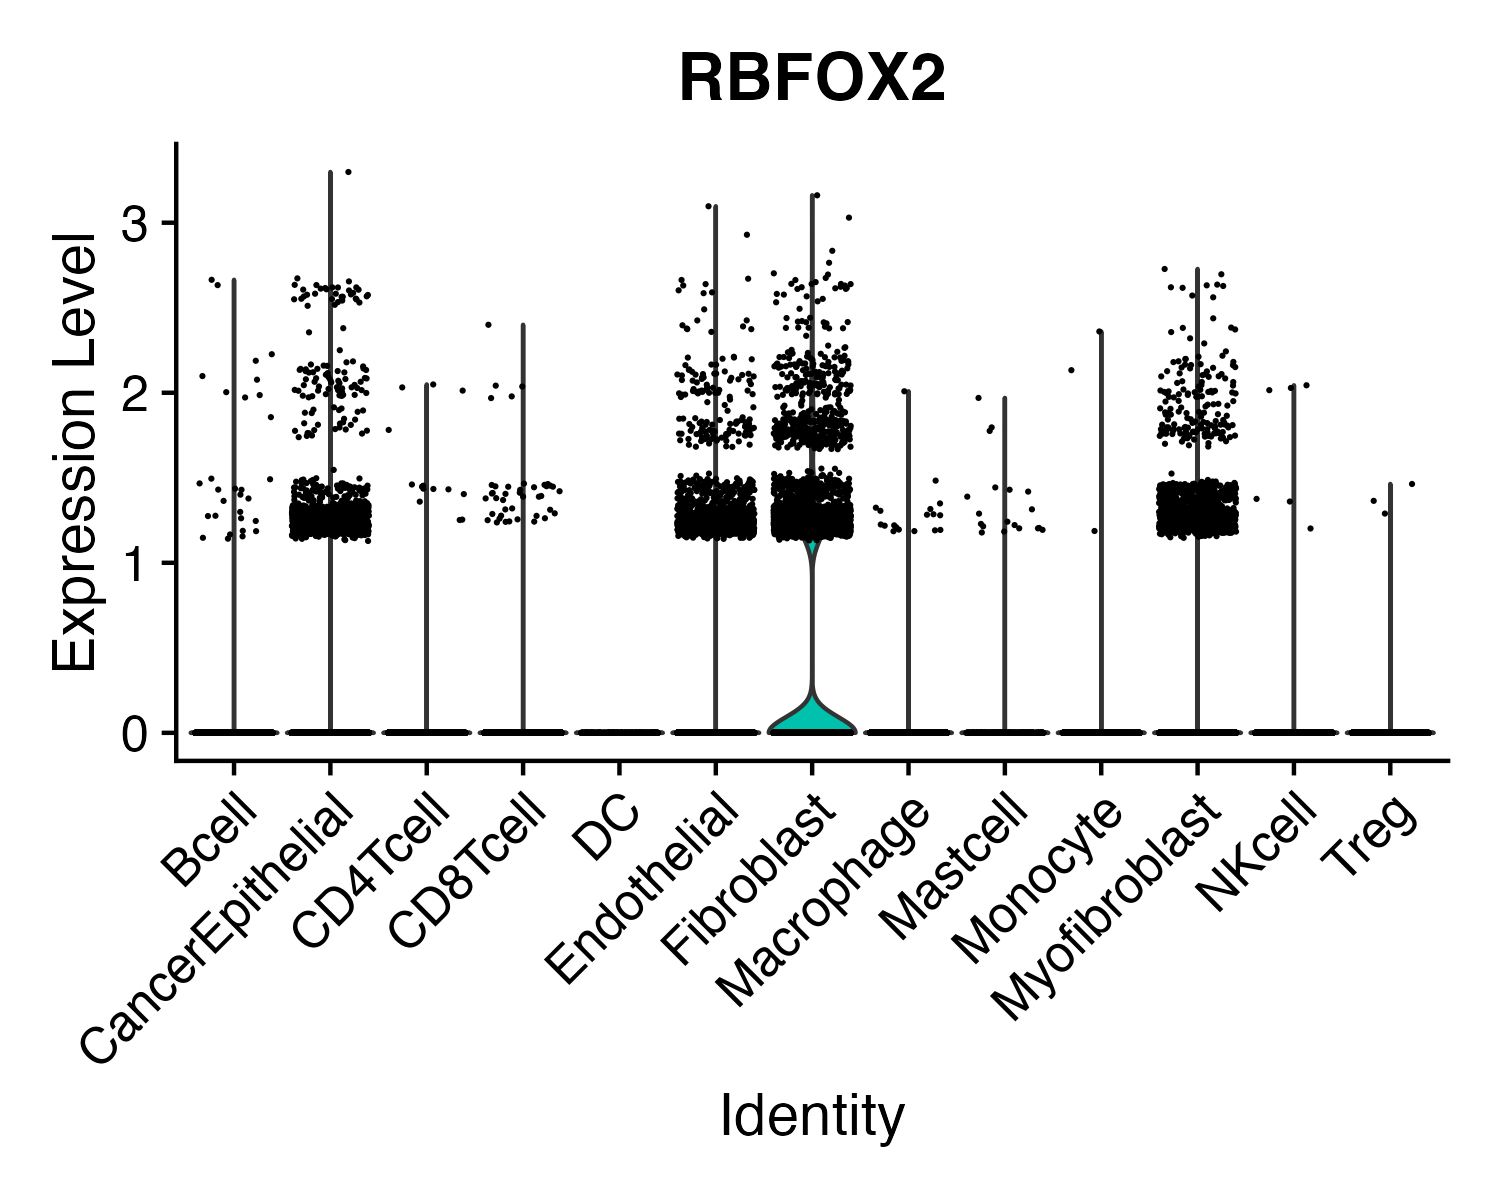 RBFOX2
Expression Level
3
2
1
0
Bcell
CancerEpithelial
CD4Tcell
CD8Tcell
DC
Endothelial
Fibroblast
Macrophage
Mastcell
Monocyte
Myofibroblast
NKcell
Treg
Identity